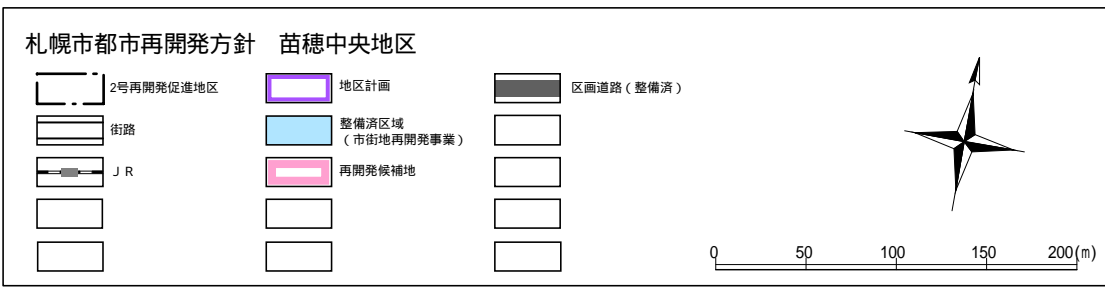 札幌市都市再開発方針　苗穂中央地区
2号再開発促進地区
街路
ＪＲ
地区計画
整備済区域
（市街地再開発事業）
再開発候補地
区画道路（整備済）
0 50 100 150 200(m)